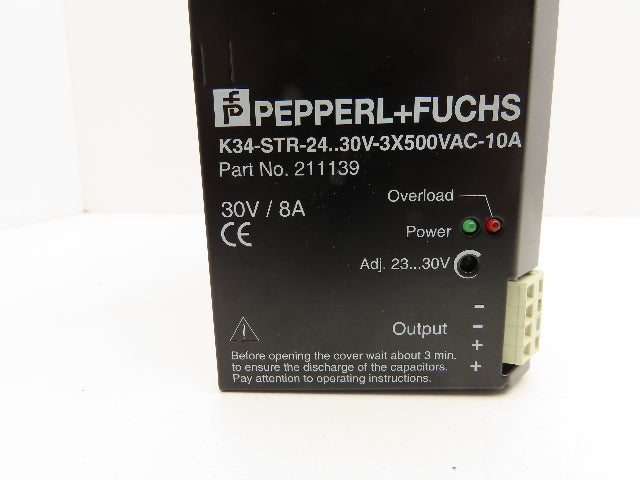 PEPPERL+FUCHS
K34-STR-24..30V-3X500VAC-10A
Part No. 211139
Overload
30V / 8A
Power
CE
Adj. 23...30V
−
Output −
+
+
Before opening the cover wait about 3 min.
to ensure the discharge of the capacitors.
Pay attention to operating instructions.